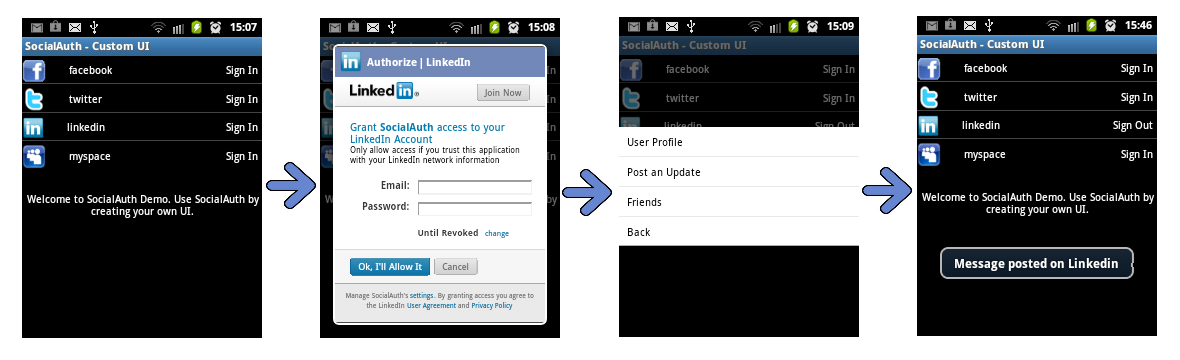 15:07
SocialAuth - Custom UI
facebook Sign In
twitter Sign In
linkedin Sign In
myspace Sign In
Welcome to SocialAuth Demo. Use SocialAuth by
creating your own UI.
15:08
Authorize | LinkedIn
Linked in ®
Join Now
Grant SocialAuth access to your
LinkedIn Account
Only allow access if you trust this application
with your LinkedIn network information
Email:
Password:
Until Revoked change
Ok, I'll Allow It
Cancel
Manage SocialAuth's settings. By granting access you agree to
the LinkedIn User Agreement and Privacy Policy
15:09
SocialAuth - Custom UI
facebook Sign In
twitter Sign In
linkedin Sign Out
User Profile
Post an Update
Friends
Back
15:46
SocialAuth - Custom UI
facebook Sign In
twitter Sign In
linkedin Sign Out
myspace Sign In
Welcome to SocialAuth Demo. Use SocialAuth by
creating your own UI.
Message posted on Linkedin